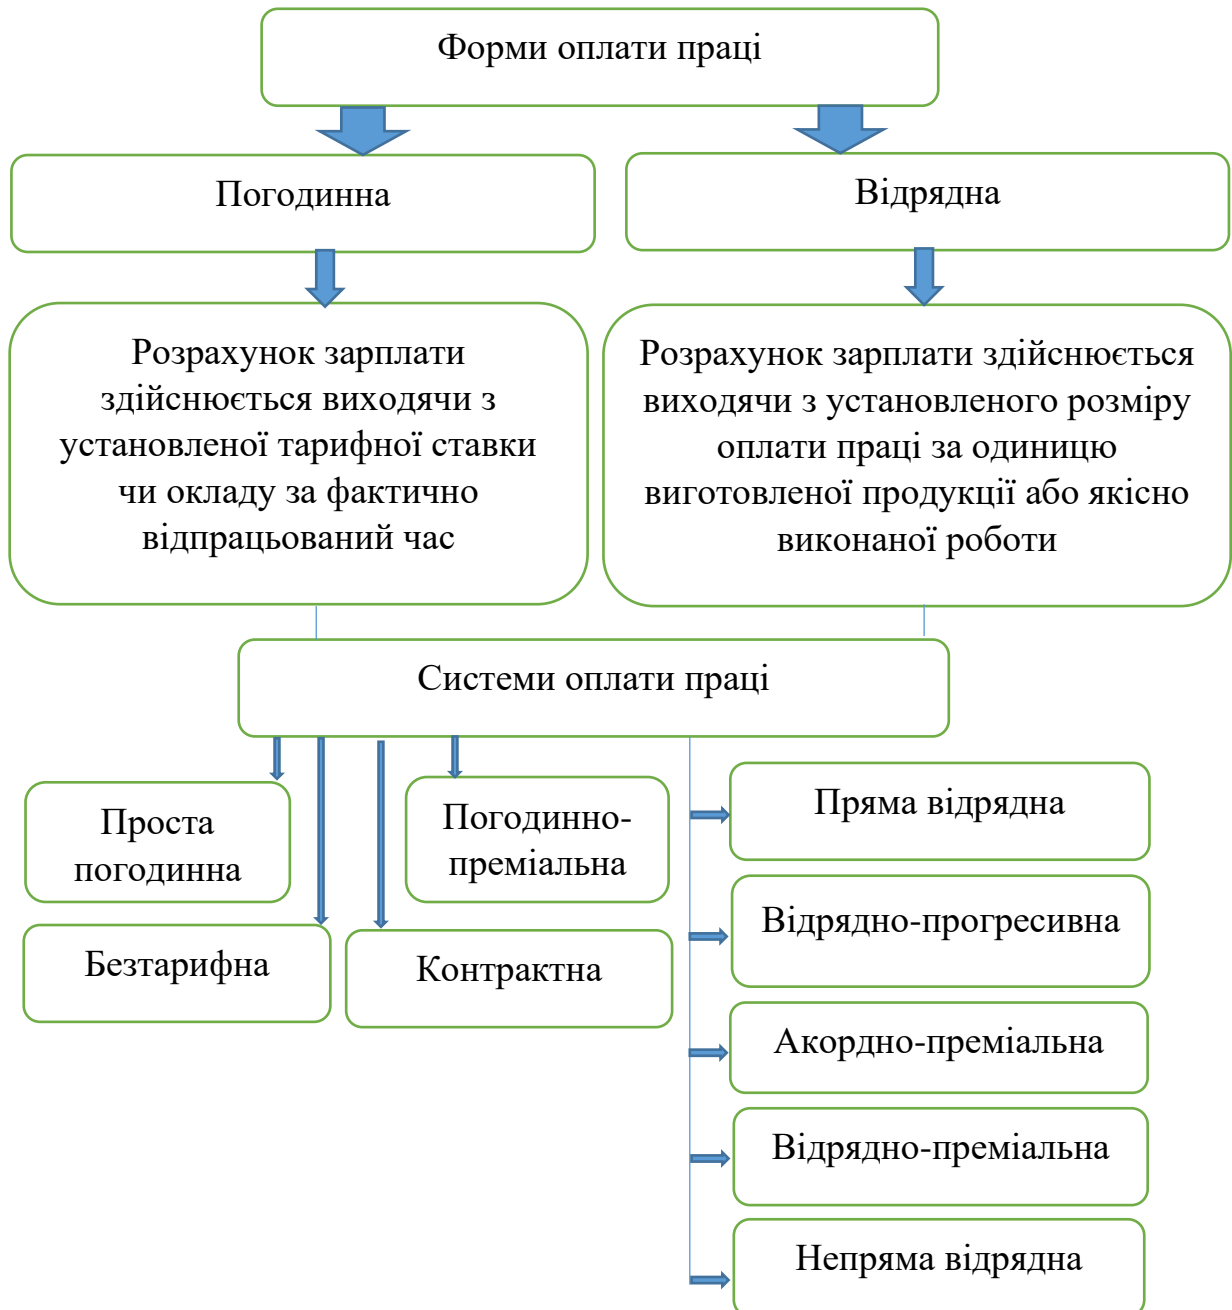 Форми оплати праці
Погодинна
Відрядна
Розрахунок зарплати
здійснюється виходячи з
установленої тарифної ставки
чи окладу за фактично
відпрацьований час
Розрахунок зарплати здійснюється
виходячи з установленого розміру
оплати праці за одиницю
виготовленої продукції або якісно
виконаної роботи
Системи оплати праці
Проста
погодинна
Погодинно-
преміальна
Безтарифна
Контрактна
Пряма відрядна
Відрядно-прогресивна
Акордно-преміальна
Відрядно-преміальна
Непряма відрядна